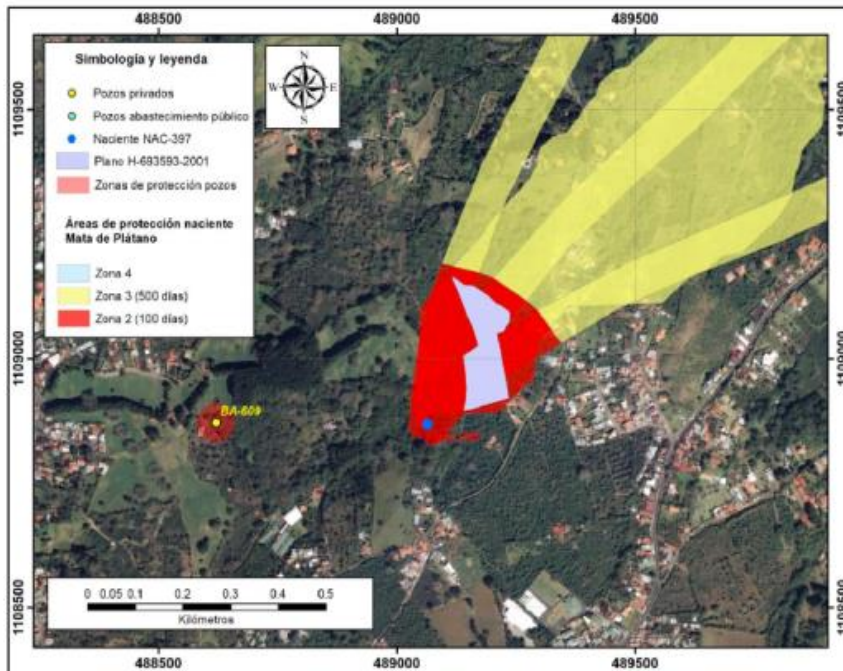 488500 489000 489500
Simbología y leyenda
Pozos privados
Pozos abastecimiento público
Naciente NAC-397
Plano H-693593-2001
Zonas de protección pozos
Áreas de protección naciente
Mata de Plátano
Zona 4
Zona 3 (500 días)
Zona 2 (100 días)
N
W E
S
1109500 1109500
1109000 1109000
BA-609
0 0.05 0.1 0.2 0.3 0.4 0.5
Kilómetros
1108500 1108500
488500 489000 489500